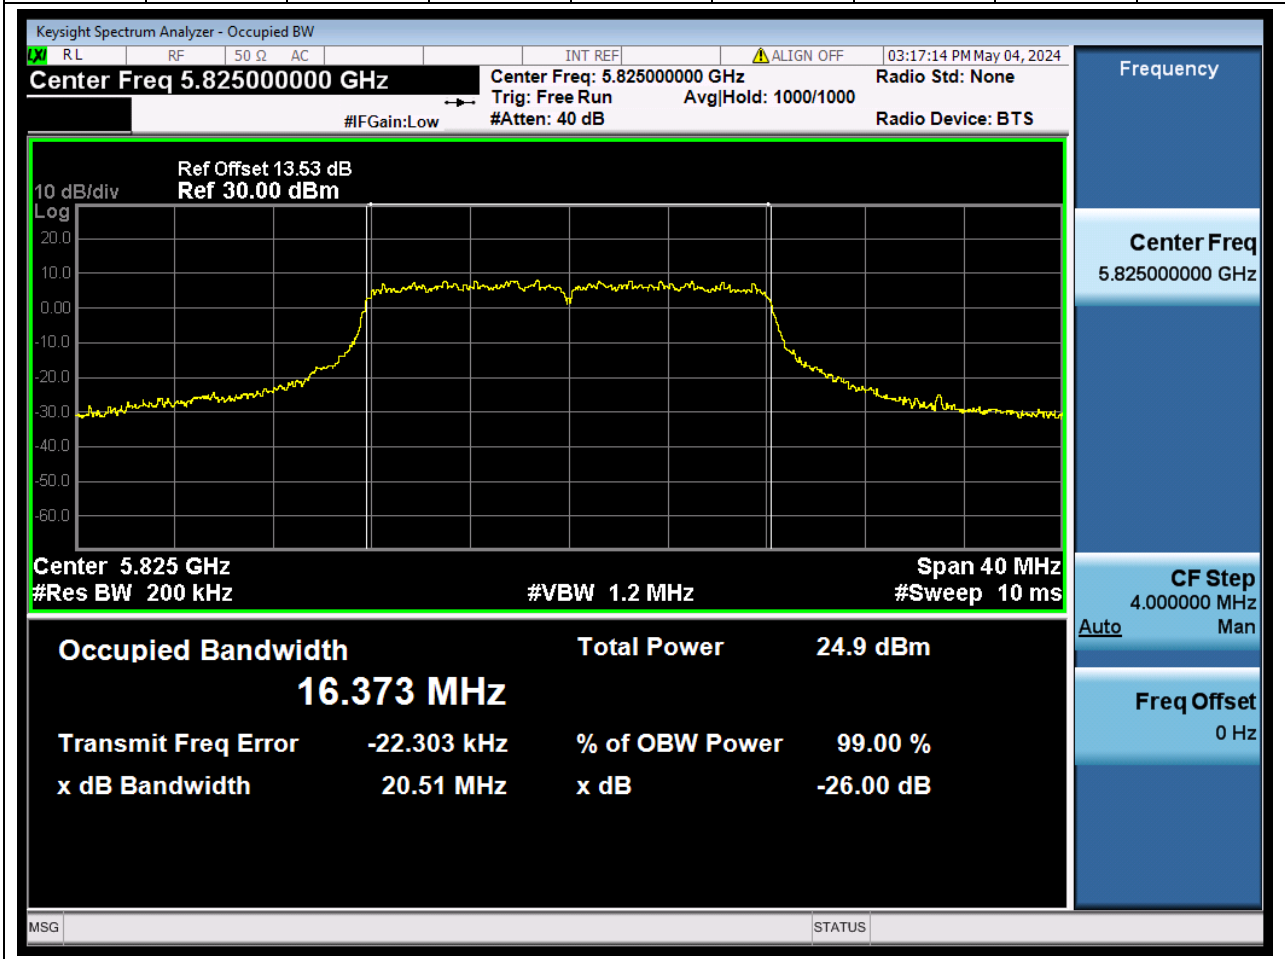 Keysight Spectrum Analyzer - Occupied BW
LXI RL RF 50 Ω AC INT REF ALIGN OFF 03:17:14 PM May 04, 2024
Center Freq 5.825000000 GHz
Center Freq: 5.825000000 GHz
Radio Std: None
Trig: Free Run Avg|Hold: 1000/1000
#IFGain:Low
#Atten: 40 dB
Radio Device: BTS
Ref Offset 13.53 dB
10 dB/div Ref 30.00 dBm
Log
20.0
10.0
0.00
-10.0
-20.0
-30.0
-40.0
-50.0
-60.0
Center 5.825 GHz Span 40 MHz
#Res BW 200 kHz #VBW 1.2 MHz #Sweep 10 ms
Occupied Bandwidth Total Power 24.9 dBm
16.373 MHz
Transmit Freq Error -22.303 kHz % of OBW Power 99.00 %
x dB Bandwidth 20.51 MHz x dB -26.00 dB
MSG STATUS
Frequency
Center Freq
5.825000000 GHz
CF Step
4.000000 MHz
Auto Man
Freq Offset
0 Hz